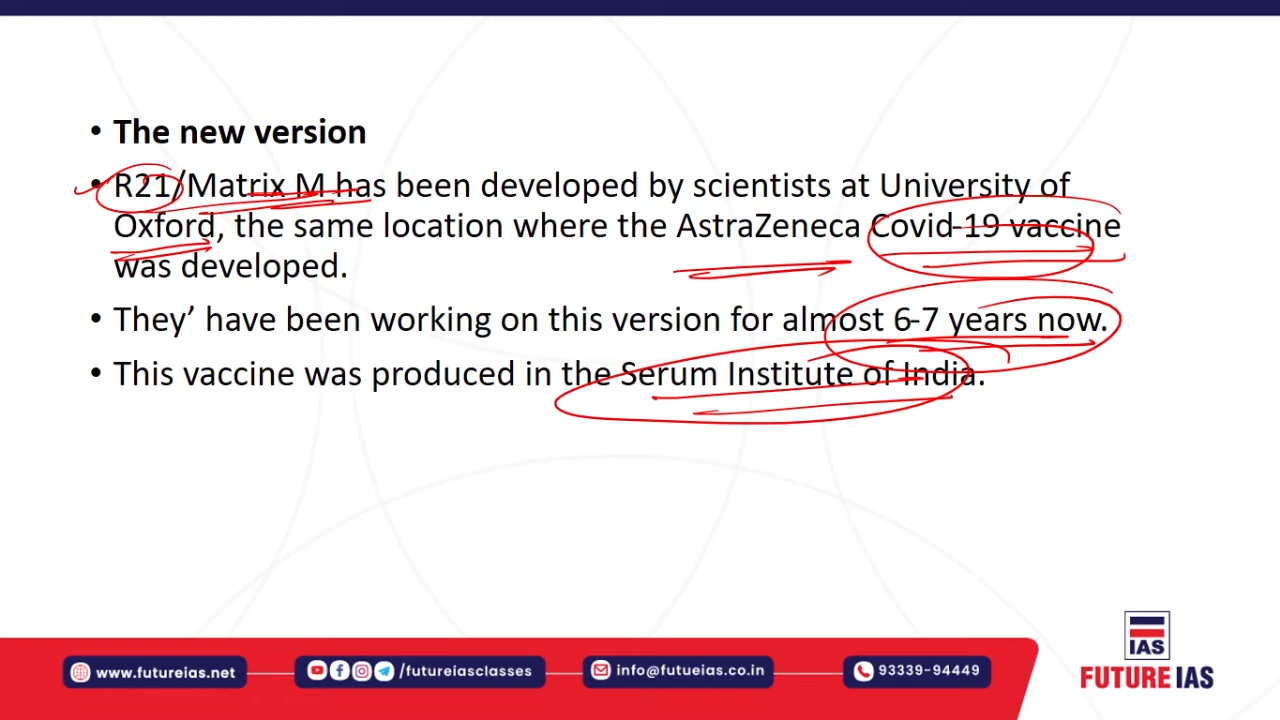 • The new version
• R21/Matrix M has been developed by scientists at University of
Oxford, the same location where the AstraZeneca Covid-19 vaccine
was developed.
• They’ have been working on this version for almost 6-7 years now.
• This vaccine was produced in the Serum Institute of India.
IAS
www.futureias.net
/futureiasclasses
info@futueias.co.in
93339-94449
FUTURE IAS